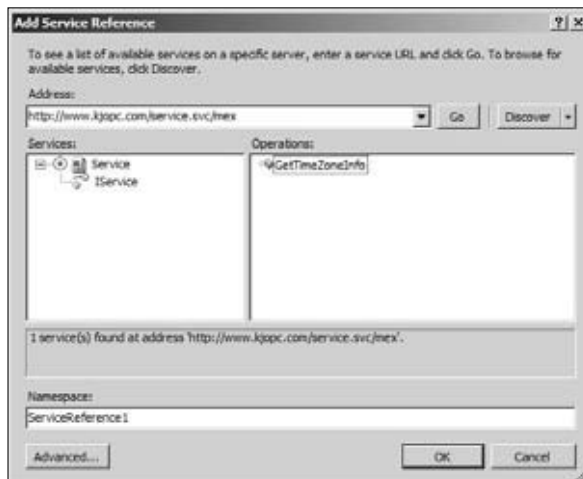 Add Service Reference
To see a list of available services on a specific server, enter a service URL and click Go. To browse for
available services, click Discover.
Address:
http://www.kjopc.com/service.svc/mex
Go
Discover
Services:
Operations:
Service
IService
GetTimeZoneInfo
1 service(s) found at address 'http://www.kjopc.com/service.svc/mex'.
Namespace:
ServiceReference1
Advanced...
OK
Cancel